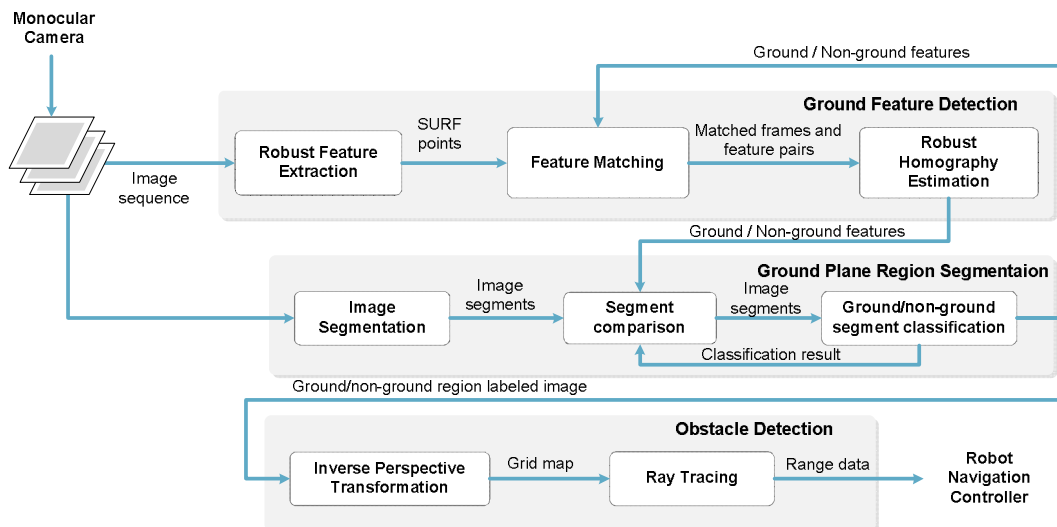 Monocular
Camera
Ground / Non-ground features
Ground Feature Detection
SURF
points
Matched frames and
feature pairs
Robust Feature
Extraction
Feature Matching
Robust
Homography
Estimation
Image
sequence
Ground / Non-ground features
Ground Plane Region Segmentaion
Image
segments
Image
segments
Image
Segmentation
Segment
comparison
Ground/non-ground
segment classification
Classification result
Ground/non-ground region labeled image
Obstacle Detection
Inverse Perspective
Transformation
Grid map
Ray Tracing
Range data
Robot
Navigation
Controller